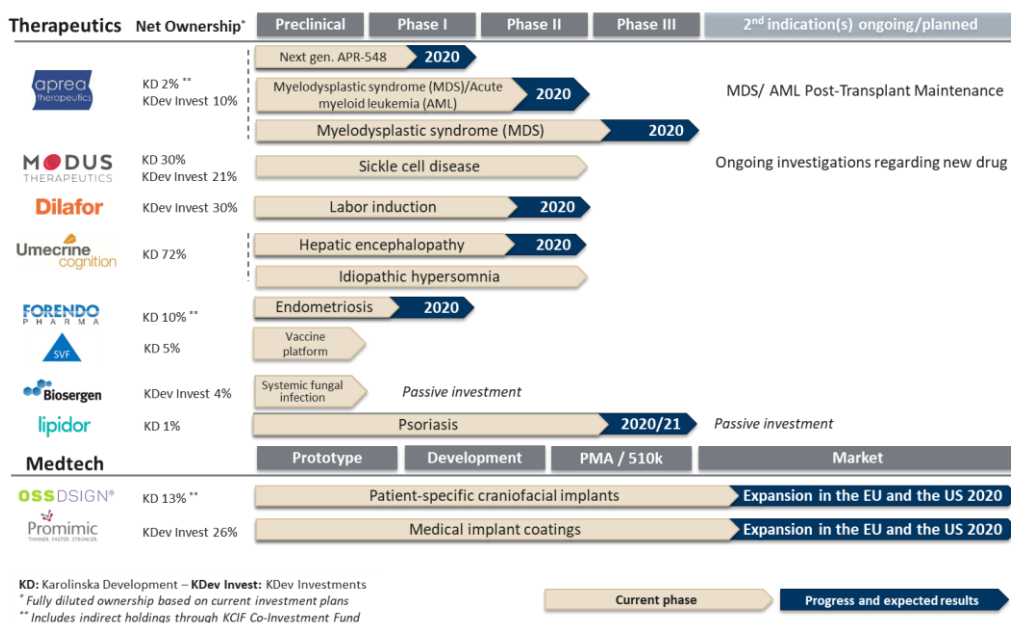 Therapeutics Net Ownership* Preclinical Phase I Phase II Phase III 2nd indication(s) ongoing/planned
aprea
therapeutics
KD 2% **
KDev Invest 10%
Next gen. APR-548 2020
Myelodysplastic syndrome (MDS)/Acute
myeloid leukemia (AML)
2020
MDS/ AML Post-Transplant Maintenance
Myelodysplastic syndrome (MDS) 2020
MODUS
THERAPEUTICS
KD 30%
KDev Invest 21%
Sickle cell disease
Ongoing investigations regarding new drug
Dilafor KDev Invest 30% Labor induction 2020
Umecrine
cognition
KD 72%
Hepatic encephalopathy 2020
Idiopathic hypersomnia
FORENDO
PHARMA
KD 10% **
Endometriosis 2020
SVF KD 5%
Vaccine
platform
Biosergen KDev Invest 4%
Systemic fungal
infection
Passive investment
lipidor KD 1% Psoriasis 2020/21 Passive investment
Medtech Prototype Development PMA / 510k Market
OSSDSIGN® KD 13% ** Patient-specific craniofacial implants Expansion in the EU and the US 2020
Promimic
THINNER. FASTER. STRONGER.
KDev Invest 26% Medical implant coatings Expansion in the EU and the US 2020
KD: Karolinska Development – KDev Invest: KDev Investments
* Fully diluted ownership based on current investment plans
** Includes indirect holdings through KCIF Co-Investment Fund
Current phase Progress and expected results